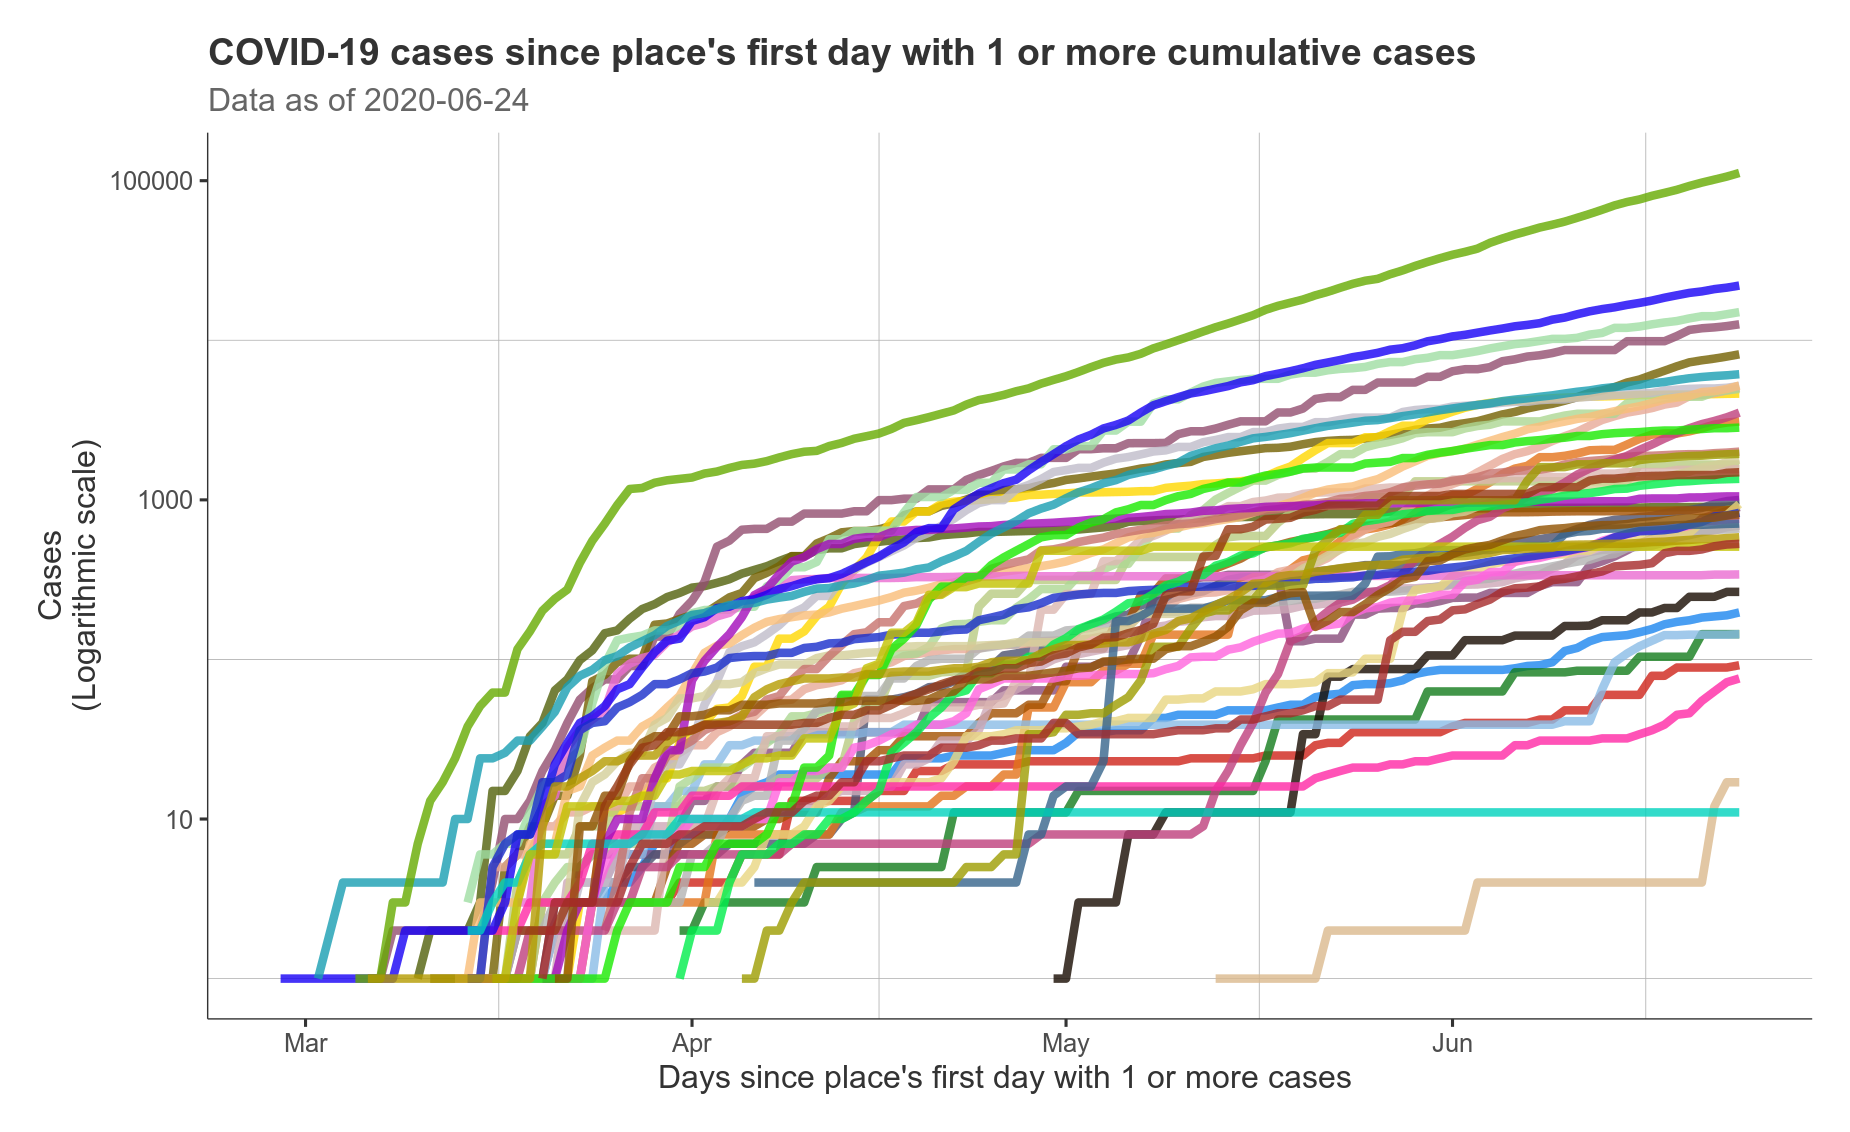 COVID-19 cases since place's first day with 1 or more cumulative cases
Data as of 2020-06-24
100000
1000
10
Cases
(Logarithmic scale)
Mar
Apr
May
Jun
Days since place's first day with 1 or more cases